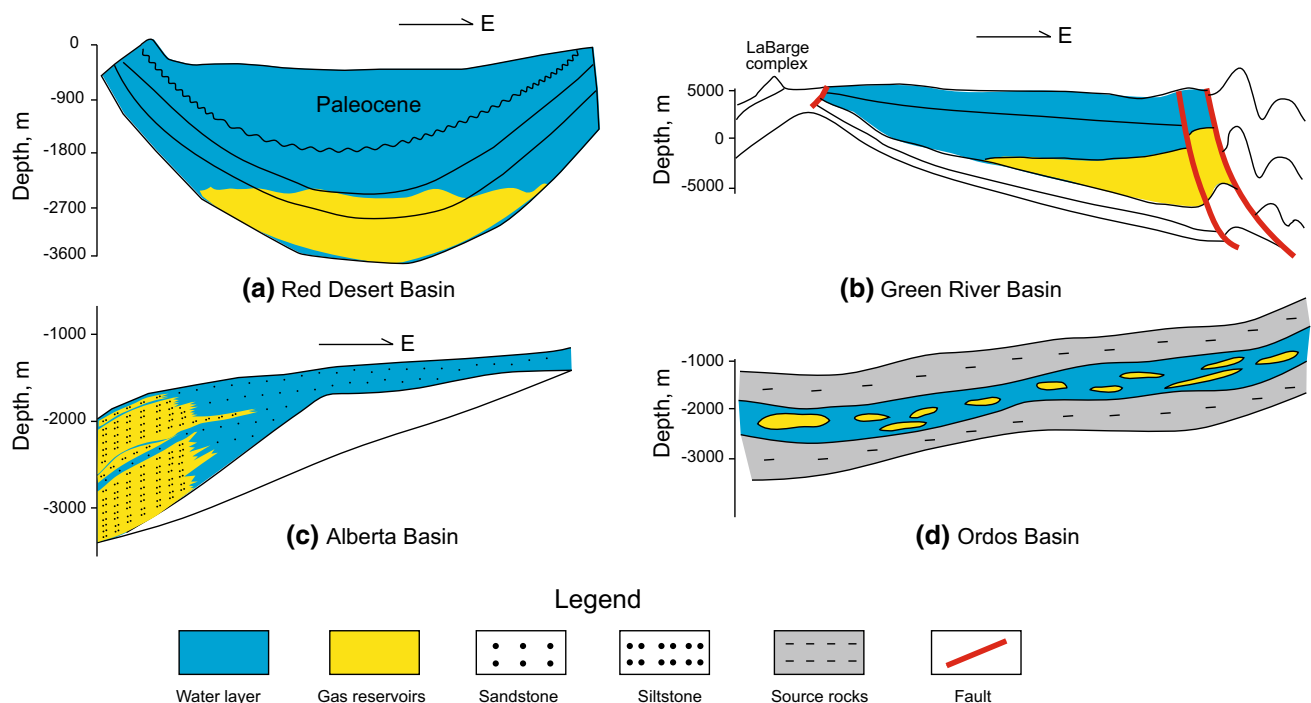 E
0
-900
-1800
-2700
-3600
Depth, m
Paleocene
(a) Red Desert Basin
E
LaBarge
complex
5000
0
-5000
Depth, m
(b) Green River Basin
-1000
-2000
-3000
Depth, m
E
(c) Alberta Basin
-1000
-2000
-3000
Depth, m
(d) Ordos Basin
Legend
Water layer
Gas reservoirs
Sandstone
Siltstone
Source rocks
Fault